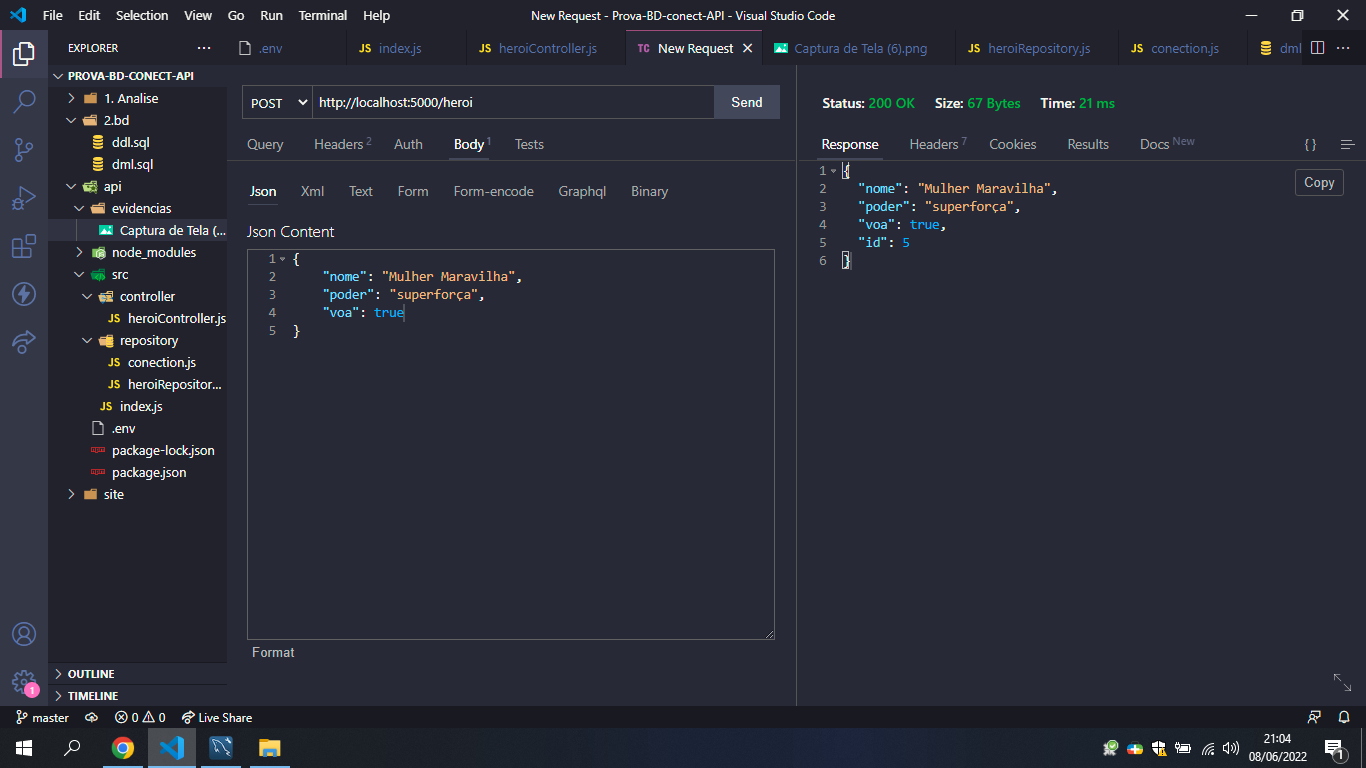 File Edit Selection View Go Run Terminal Help New Request - Prova-BD-conect-API - Visual Studio Code
EXPLORER
.env
JS index.js
JS heroiController.js
TC New Request
Captura de Tela (6).png
JS heroiRepository.js
JS conection.js
dml
PROVA-BD-CONECT-API
1. Analise
2.bd
ddl.sql
dml.sql
api
evidencias
Captura de Tela (...
node_modules
src
controller
JS heroiController.js
repository
JS conection.js
JS heroiRepositor...
JS index.js
.env
package-lock.json
package.json
site
OUTLINE
TIMELINE
POST http://localhost:5000/heroi Send
Query Headers 2 Auth Body 1 Tests
Json Xml Text Form Form-encode Graphql Binary
Json Content
1 {
2 "nome": "Mulher Maravilha",
3 "poder": "superforça",
4 "voa": true
5 }
Format
Status: 200 OK Size: 67 Bytes Time: 21 ms
Response Headers 7 Cookies Results Docs New { }
Copy
1 {
2 "nome": "Mulher Maravilha",
3 "poder": "superforça",
4 "voa": true,
5 "id": 5
6 }
1
master 0 0 Live Share
21:04
08/06/2022
1